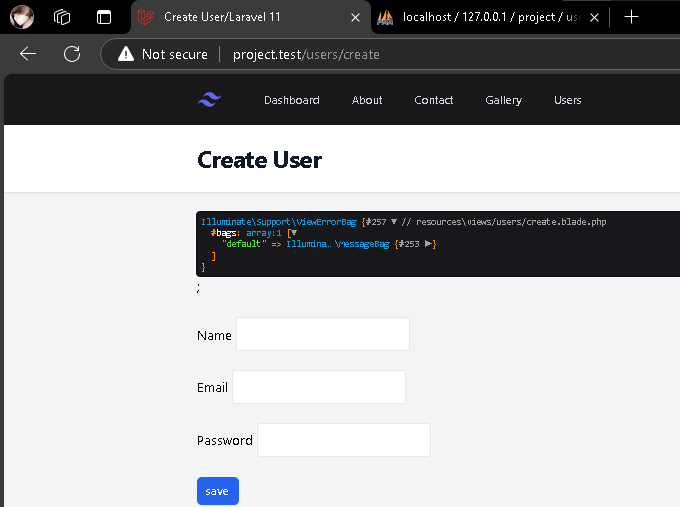 Create User/Laravel 11
localhost / 127.0.0.1 / project / use
Not secure project.test/users/create
Dashboard About Contact Gallery Users
Create User
Illuminate\Support\ViewErrorBag {#257 ▼ // resources\views/users/create.blade.php
#bags: array:1 [▼
"default" => Illumina…\MessageBag {#253 ▶}
]
}
;
Name
Email
Password
save